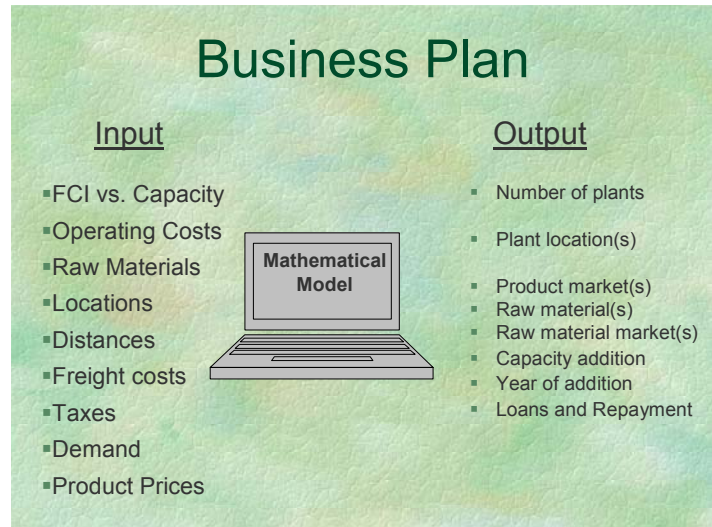 Business Plan
Input
▪FCI vs. Capacity
▪Operating Costs
▪Raw Materials
▪Locations
▪Distances
▪Freight costs
▪Taxes
▪Demand
▪Product Prices
Mathematical
Model
Output
▪ Number of plants
▪ Plant location(s)
▪ Product market(s)
▪ Raw material(s)
▪ Raw material market(s)
▪ Capacity addition
▪ Year of addition
▪ Loans and Repayment